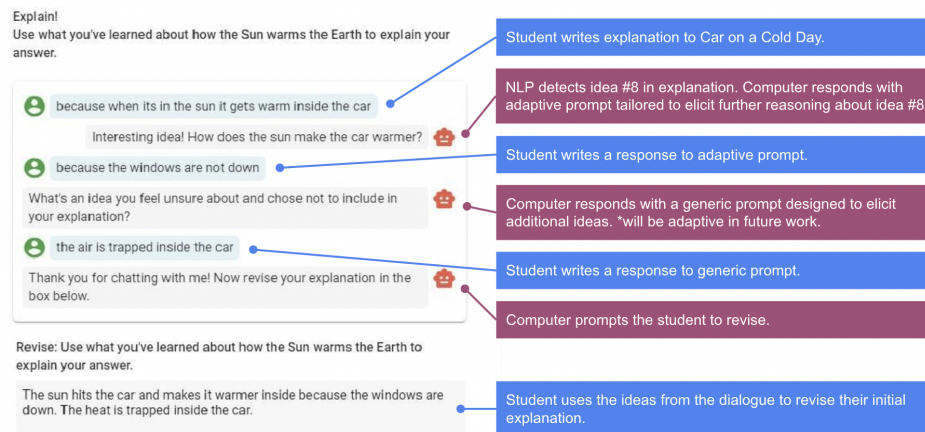 Explain!
Use what you've learned about how the Sun warms the Earth to explain your
answer.
because when its in the sun it gets warm inside the car
Interesting idea! How does the sun make the car warmer?
because the windows are not down
What's an idea you feel unsure about and chose not to include in
your explanation?
the air is trapped inside the car
Thank you for chatting with me! Now revise your explanation in the
box below.
Revise: Use what you've learned about how the Sun warms the Earth to
explain your answer.
The sun hits the car and makes it warmer inside because the windows are
down. The heat is trapped inside the car.
Student writes explanation to Car on a Cold Day.
NLP detects idea #8 in explanation. Computer responds with
adaptive prompt tailored to elicit further reasoning about idea #8
Student writes a response to adaptive prompt.
Computer responds with a generic prompt designed to elicit
additional ideas. *will be adaptive in future work.
Student writes a response to generic prompt.
Computer prompts the student to revise.
Student uses the ideas from the dialogue to revise their initial
explanation.